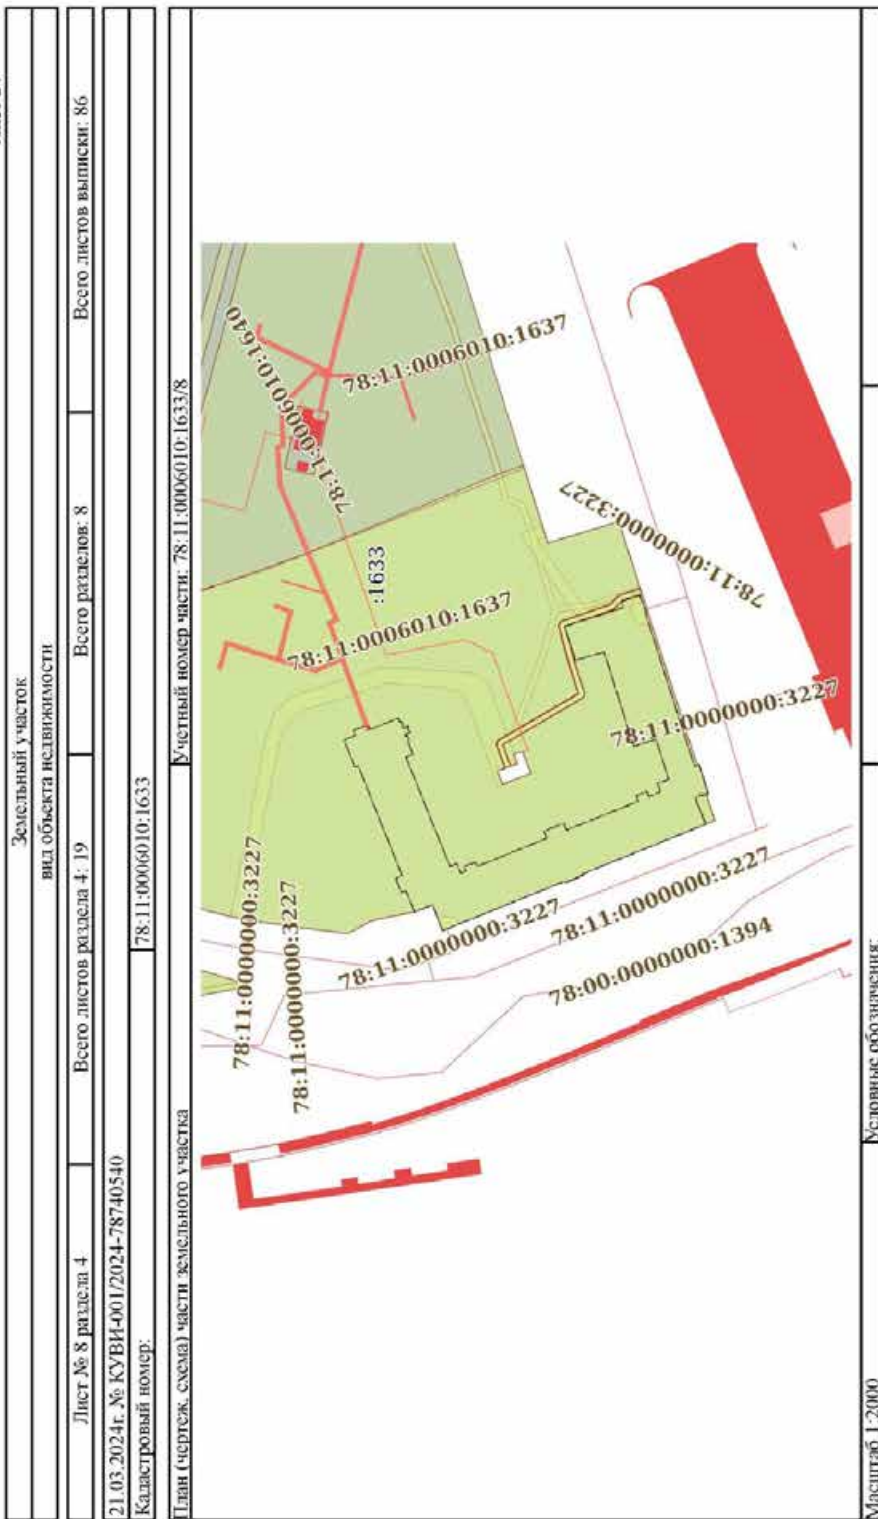 Земельный участок
вид объекта недвижимости
Лист № 8 раздела 4
Всего листов раздела 4: 19
Всего разделов: 8
Всего листов выписки: 86
21.03.2024г. № КУВИ-001/2024-78740540
Кадастровый номер:
78:11:0006010:1633
План (чертеж, схема) части земельного участка
Учетный номер части: 78:11:0006010:1633/8
78:11:0000000:3227
78:11:0000000:3227
78:11:0000000:3227
78:11:0000000:3227
78:00:0000000:1394
78:11:0006010:1637
:1633
78:11:0006010:1640
78:11:0006010:1637
78:11:0000000:3227
78:11:0000000:3227
Масштаб 1:2000
Условные обозначения: